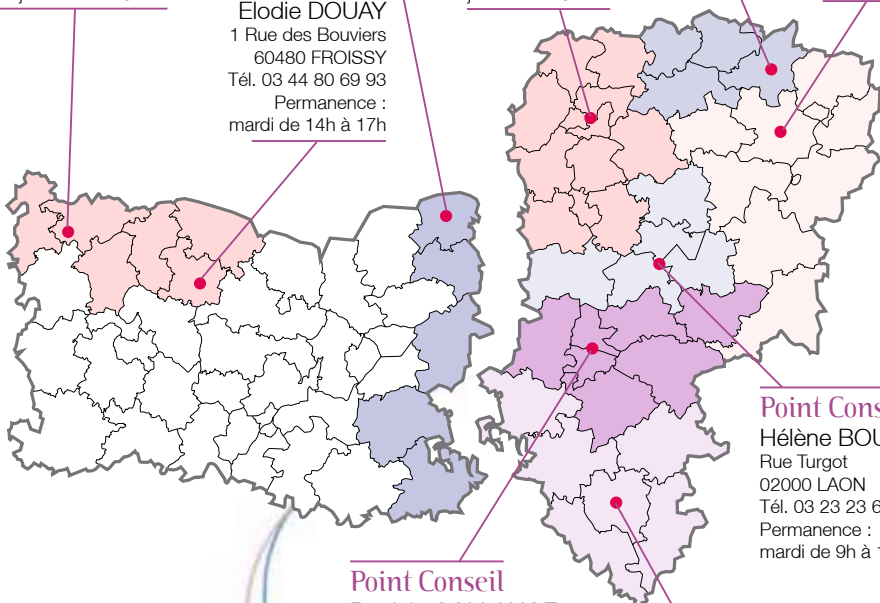 Elodie DOUAY
1 Rue des Bouviers
60480 FROISSY
Tél. 03 44 80 69 93
Permanence :
mardi de 14h à 17h
Point Cons
Hélène BOU
Rue Turgot
02000 LAON
Tél. 03 23 23 6
Permanence :
mardi de 9h à 1
Point Conseil